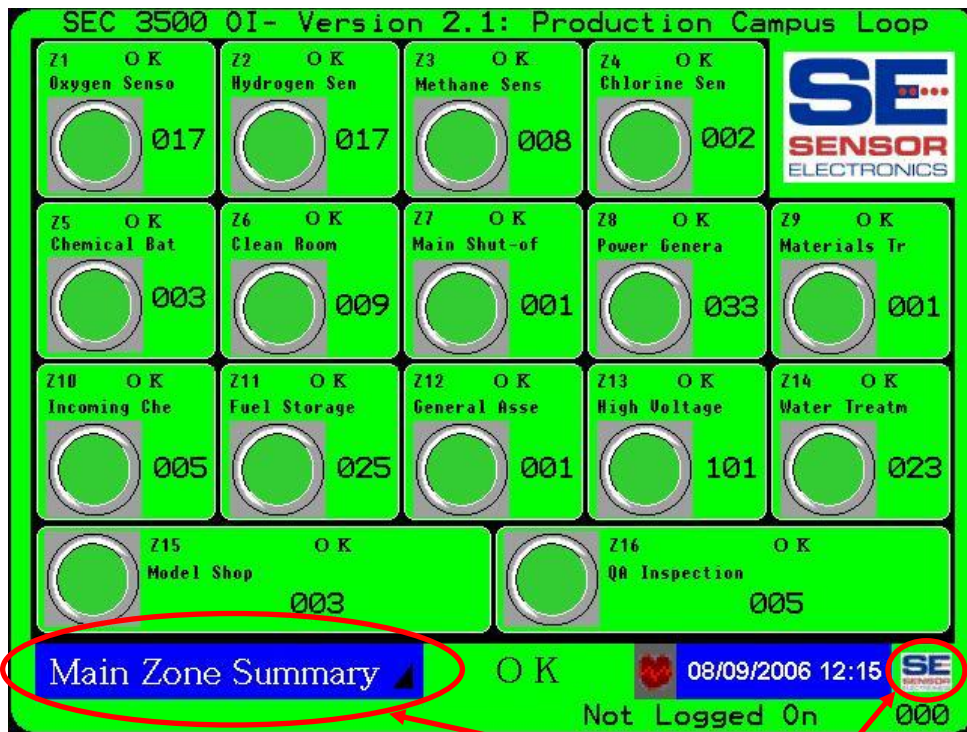 SEC 3500 OI- Version 2.1: Production Campus Loop
Z1 OK
Oxygen Senso
017
Z2 OK
Hydrogen Sen
017
Z3 OK
Methane Sens
008
Z4 OK
Chlorine Sen
002
SE
SENSOR
ELECTRONICS
Z5 OK
Chemical Bat
003
Z6 OK
Clean Room
009
Z7 OK
Main Shut-of
001
Z8 OK
Power Genera
033
Z9 OK
Materials Tr
001
Z10 OK
Incoming Che
005
Z11 OK
Fuel Storage
025
Z12 OK
General Asse
001
Z13 OK
High Voltage
101
Z14 OK
Water Treatm
023
Z15 OK
Model Shop
003
Z16 OK
QA Inspection
005
Main Zone Summary
OK
08/09/2006 12:15
SE
SENSOR
Not Logged On 000